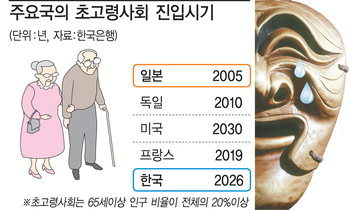 주요국의 초고령사회 진입시기
(단위:년, 자료:한국은행)
일본 2005
독일 2010
미국 2030
프랑스 2019
한국 2026
※초고령사회는 65세이상 인구 비율이 전체의 20%이상